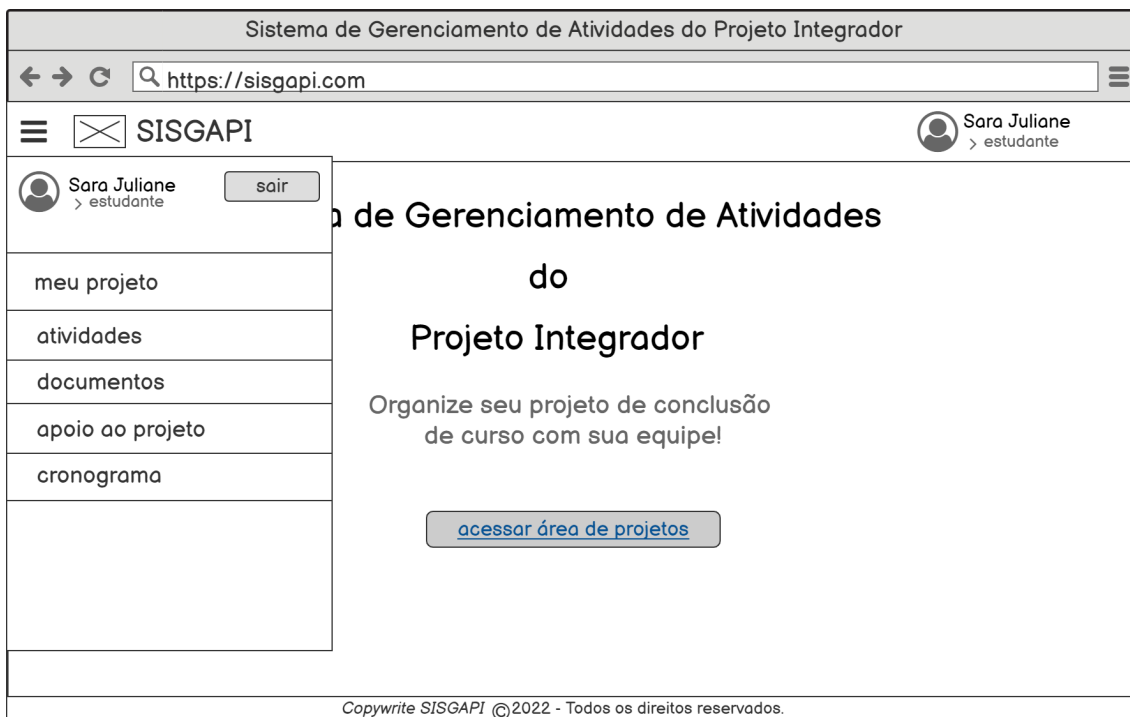 Sistema de Gerenciamento de Atividades do Projeto Integrador
https://sisgapi.com
SISGAPI
Sara Juliane
> estudante
Sara Juliane
> estudante
sair
meu projeto
atividades
documentos
apoio ao projeto
cronograma
de Gerenciamento de Atividades
do
Projeto Integrador
Organize seu projeto de conclusão
de curso com sua equipe!
acessar área de projetos
Copywrite SISGAPI ©2022 - Todos os direitos reservados.